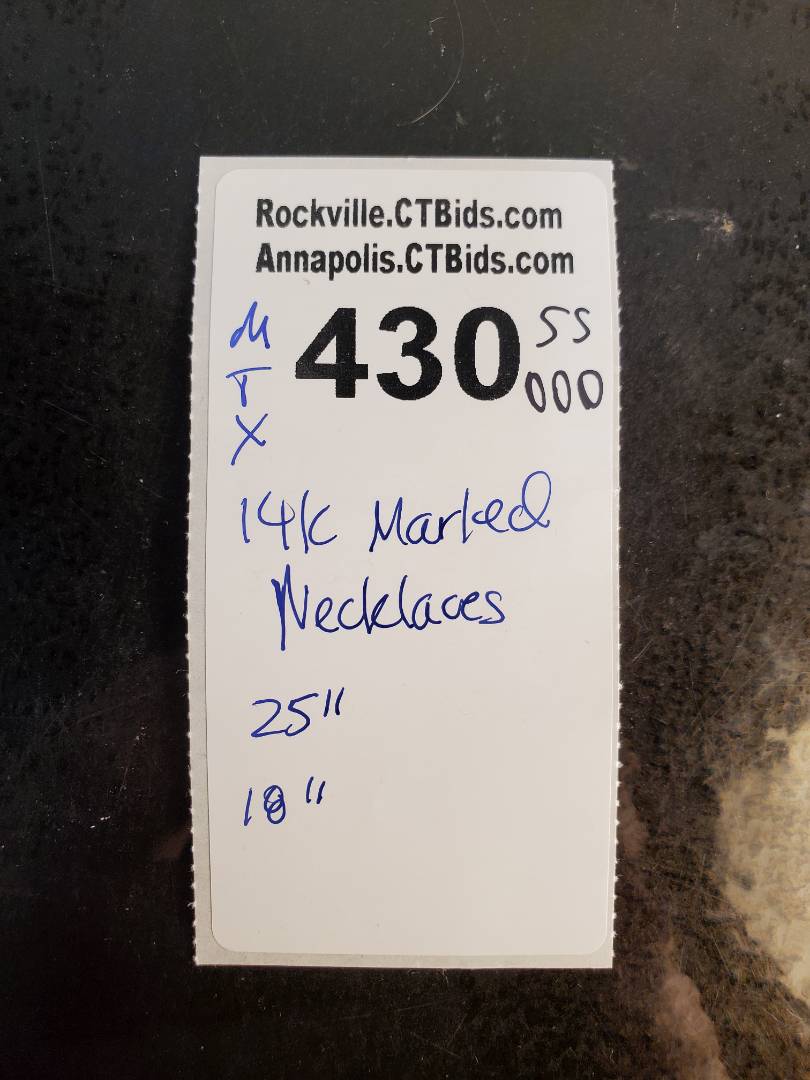 Rockville.CTBids.com
Annapolis.CTBids.com
M
T
X
430
SS
000
14k Marked
Necklaces
25"
18"